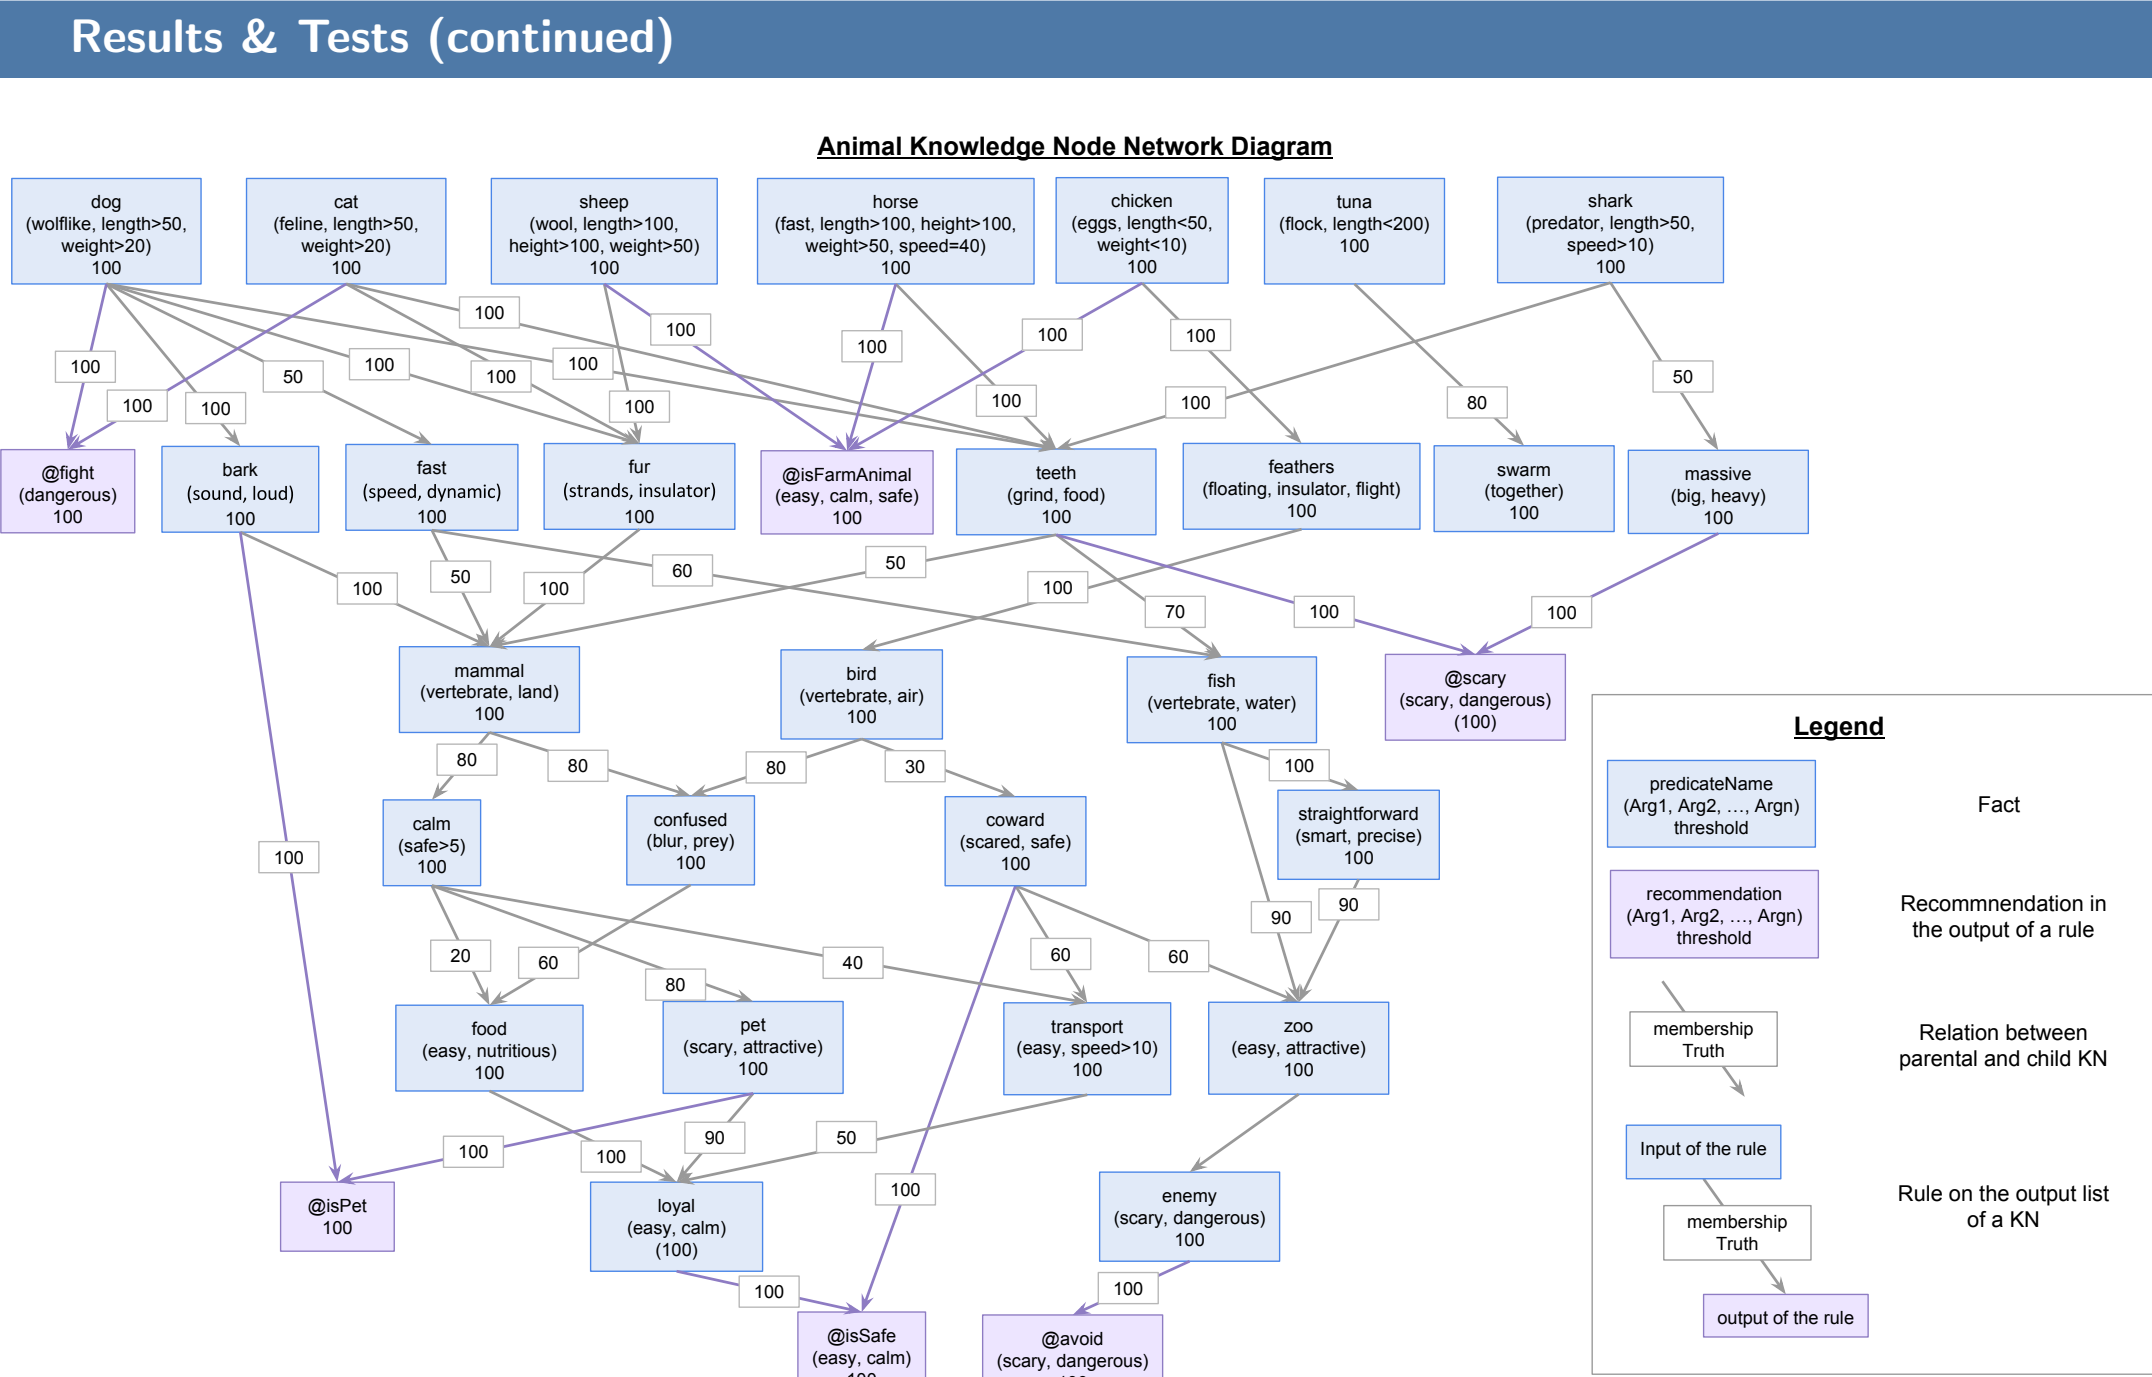 Results & Tests (continued)
Animal Knowledge Node Network Diagram
dog
(wolflike, length>50,
weight>20)
100
cat
(feline, length>50,
weight>20)
100
sheep
(wool, length>100,
height>100, weight>50)
100
horse
(fast, length>100, height>100,
weight>50, speed=40)
100
chicken
(eggs, length<50,
weight<10)
100
tuna
(flock, length<200)
100
shark
(predator, length>50,
speed>10)
100
100
100
100
100
100
100
50
100
100
100
100
100
50
100
100
100
100
80
@fight
(dangerous)
100
bark
(sound, loud)
100
fast
(speed, dynamic)
100
fur
(strands, insulator)
100
@isFarmAnimal
(easy, calm, safe)
100
teeth
(grind, food)
100
feathers
(floating, insulator, flight)
100
swarm
(together)
100
massive
(big, heavy)
100
100
50
100
60
50
100
70
100
100
mammal
(vertebrate, land)
100
bird
(vertebrate, air)
100
fish
(vertebrate, water)
100
@scary
(scary, dangerous)
(100)
80
80
80
30
100
calm
(safe>5)
100
confused
(blur, prey)
100
coward
(scared, safe)
100
straightforward
(smart, precise)
100
100
90
90
20
60
80
40
60
60
food
(easy, nutritious)
100
pet
(scary, attractive)
100
transport
(easy, speed>10)
100
zoo
(easy, attractive)
100
100
100
90
50
100
@isPet
100
loyal
(easy, calm)
(100)
enemy
(scary, dangerous)
100
100
100
@isSafe
(easy, calm)
100
@avoid
(scary, dangerous)
Legend
predicateName
(Arg1, Arg2, …, Argn)
threshold
Fact
recommendation
(Arg1, Arg2, …, Argn)
threshold
Recommnendation in
the output of a rule
membership
Truth
Relation between
parental and child KN
Input of the rule
membership
Truth
output of the rule
Rule on the output list
of a KN